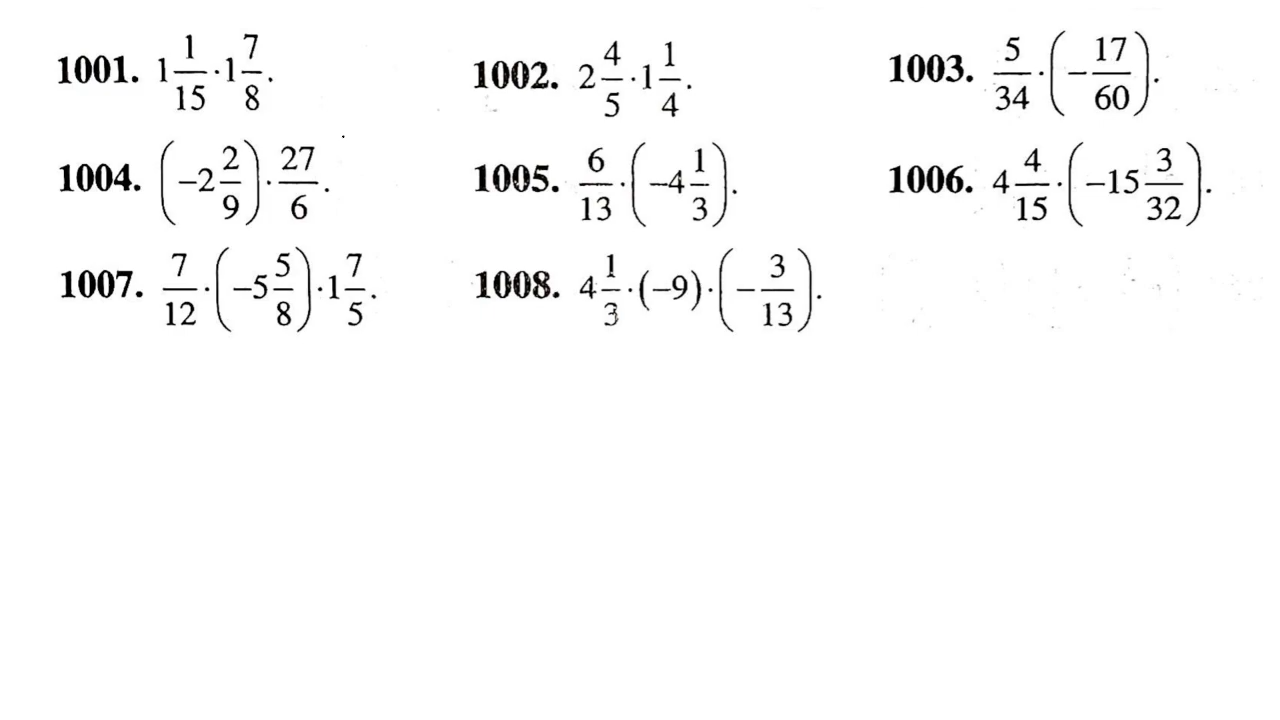 1001. 1 1/15 · 1 7/8. 1002. 2 4/5 · 1 1/4. 1003. 5/34 · (−17/60).
1004. (−2 2/9) · 27/6. 1005. 6/13 · (−4 1/3). 1006. 4 4/15 · (−15 3/32).
1007. 7/12 · (−5 5/8) · 1 7/5. 1008. 4 1/3 · (−9) · (−3/13).